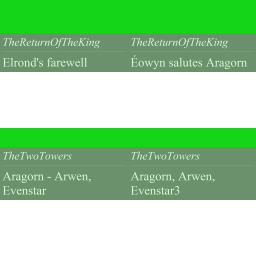 TheReturnOfTheKing TheReturnOfTheKing
Elrond's farewell Éowyn salutes Aragorn
TheTwoTowers TheTwoTowers
Aragorn - Arwen, Aragorn, Arwen,
Evenstar Evenstar3